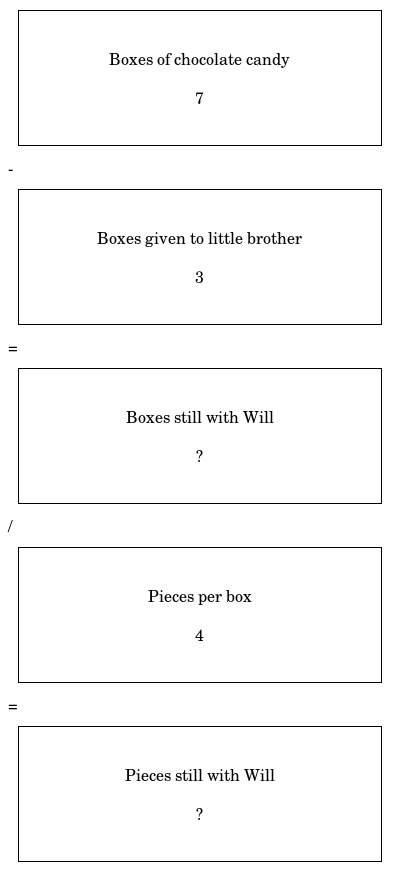 Boxes of chocolate candy
7
-
Boxes given to little brother
3
=
Boxes still with Will
?
/
Pieces per box
4
=
Pieces still with Will
?